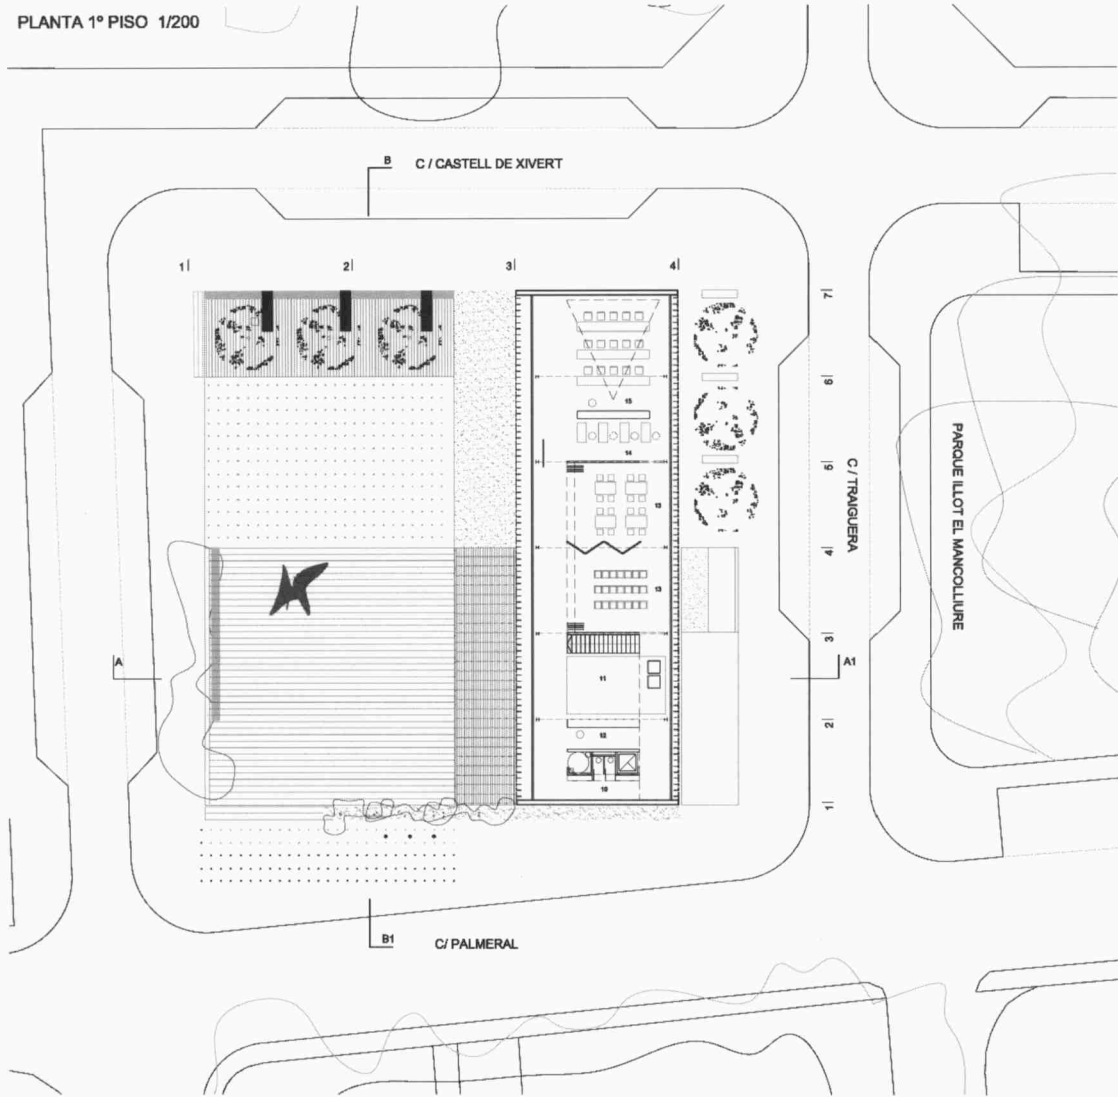 PLANTA 1º PISO 1/200
B C / CASTELL DE XIVERT
1 2 3 4
7
6
5
4
3
2
1
15
14
13
13
11
12
10
C / TRAIGUERA
PARQUE ILLOT EL MANCOLLIURE
A
A1
B1 C/ PALMERAL